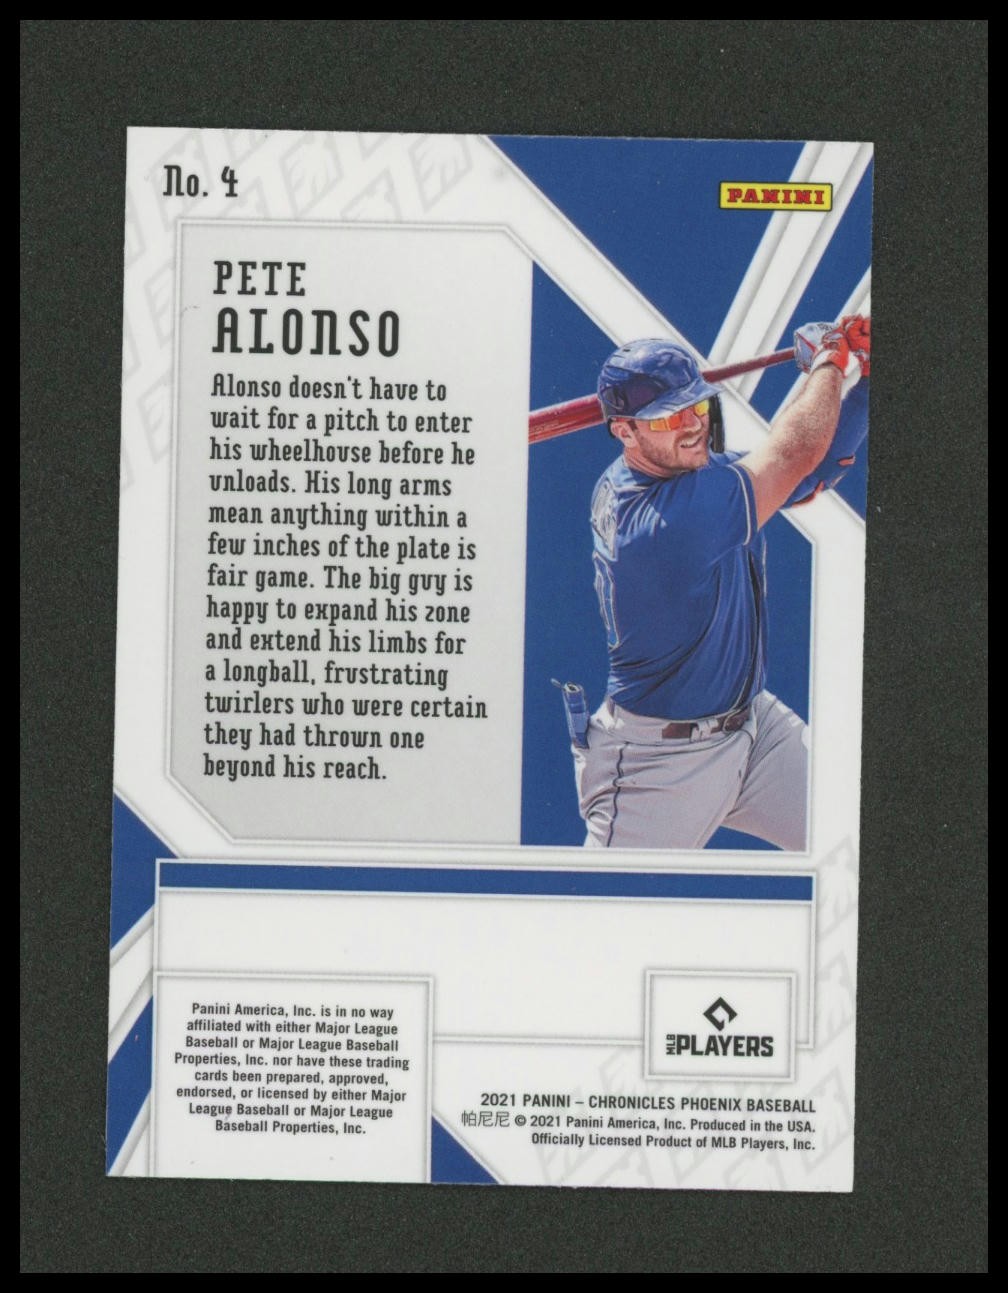 No. 4
PANINI
PETE
ALONSO
Alonso doesn't have to
wait for a pitch to enter
his wheelhouse before he
unloads. His long arms
mean anything within a
few inches of the plate is
fair game. The big guy is
happy to expand his zone
and extend his limbs for
a longball, frustrating
twirlers who were certain
they had thrown one
beyond his reach.
Panini America, Inc. is in no way
affiliated with either Major League
Baseball or Major League Baseball
Properties, Inc. nor have these trading
cards been prepared, approved,
endorsed, or licensed by either Major
League Baseball or Major League
Baseball Properties, Inc.
MLB PLAYERS
2021 PANINI – CHRONICLES PHOENIX BASEBALL
帕尼尼 © 2021 Panini America, Inc. Produced in the USA.
Officially Licensed Product of MLB Players, Inc.